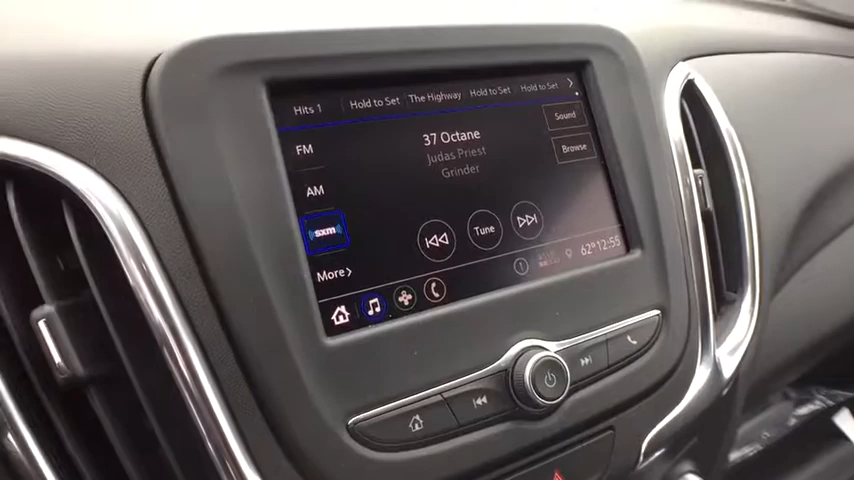 Hits 1 Hold to Set The Highway Hold to Set Hold to Set
FM
37 Octane
Sound
Judas Priest
Browse
Grinder
AM
sxm
Tune
More
62° 12:55